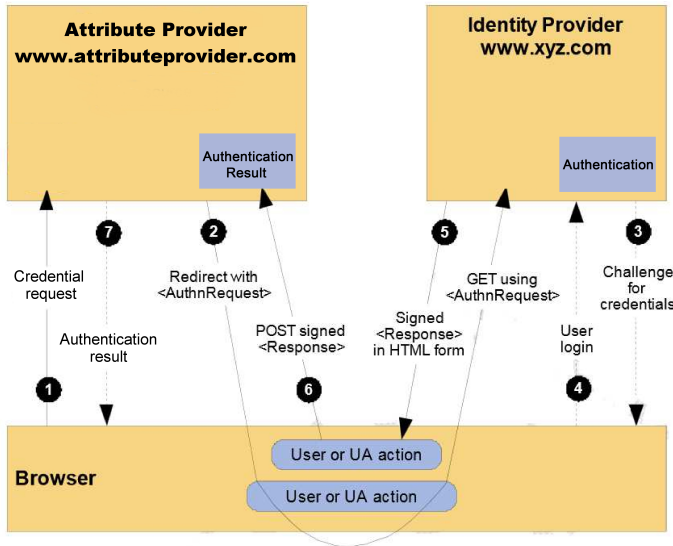 Attribute Provider
www.attributeprovider.com
Identity Provider
www.xyz.com
Authentication
Result
Authentication
7
2
5
3
Credential
request
Redirect with
<AuthnRequest>
GET using
<AuthnRequest>
Challenge
for
credentials
Authentication
result
POST signed
<Response>
Signed
<Response>
in HTML form
User
login
1
6
4
Browser
User or UA action
User or UA action